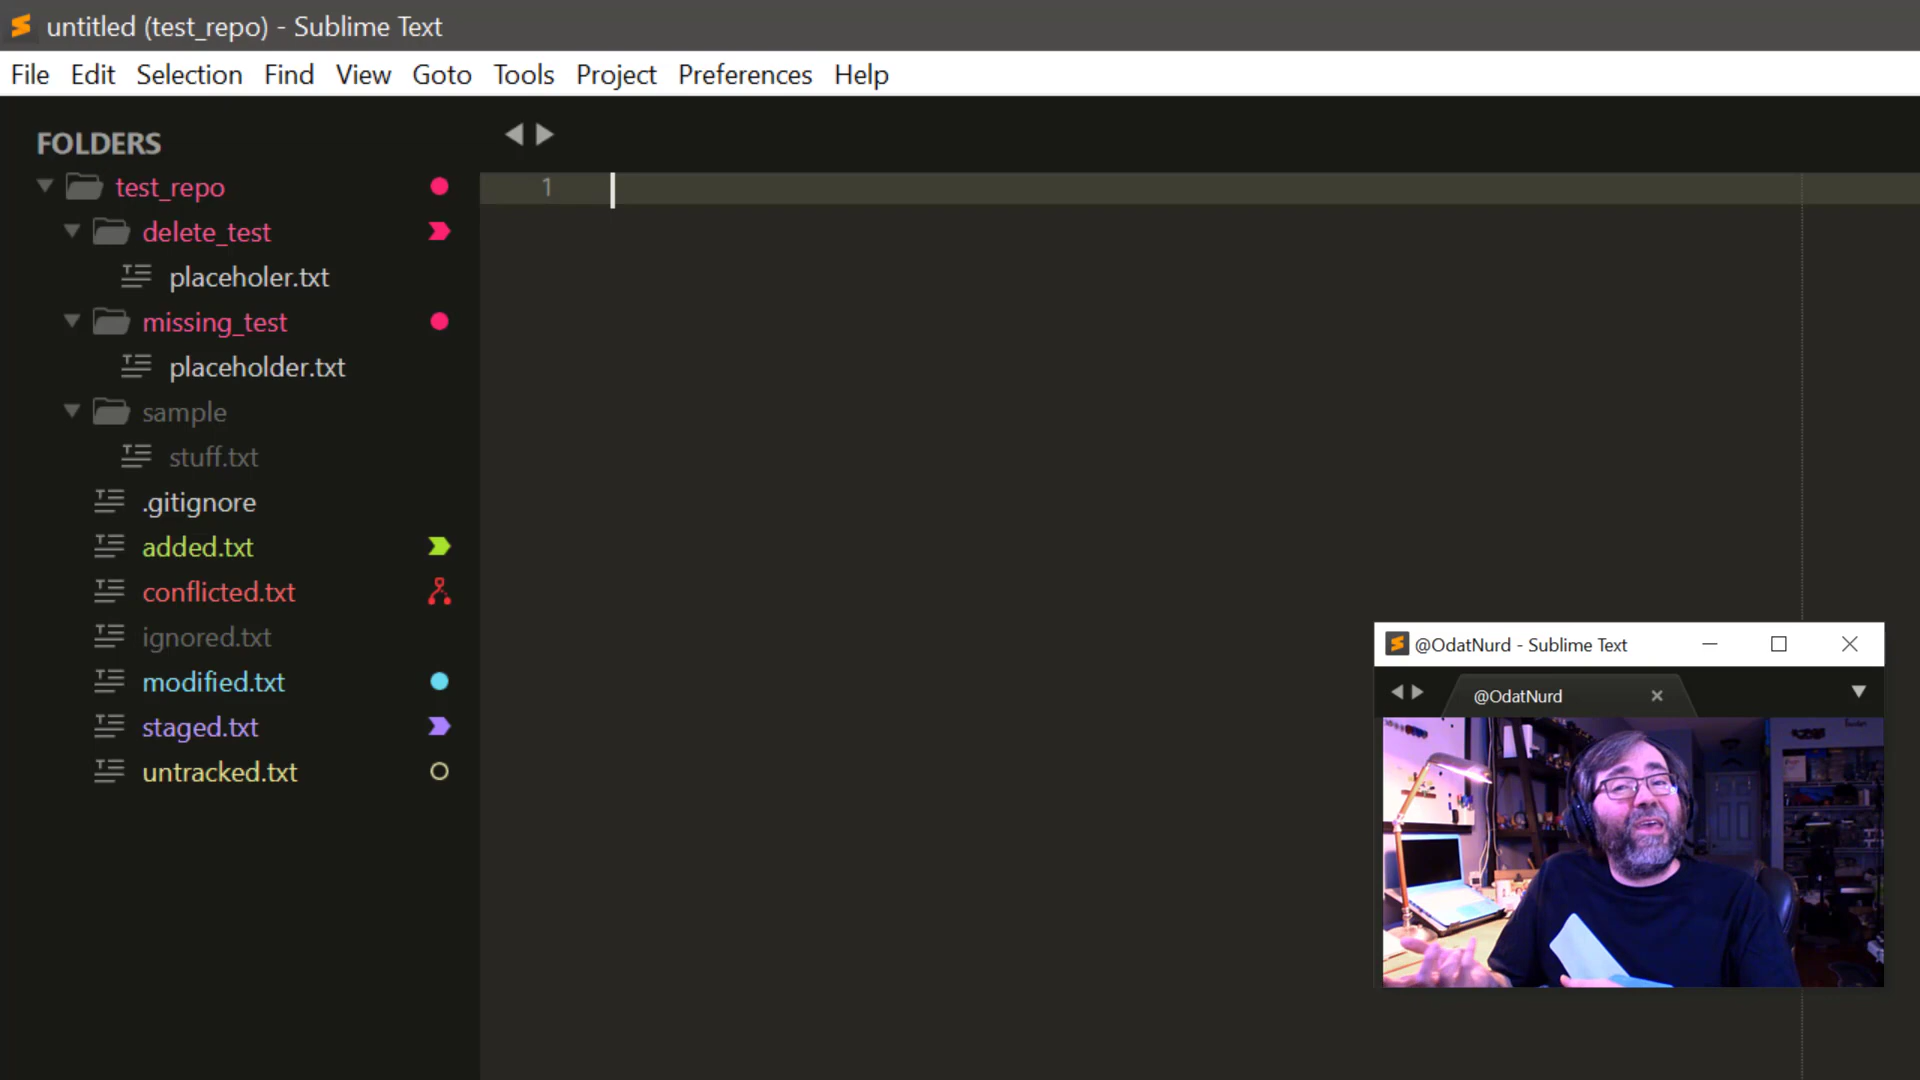 untitled (test_repo) - Sublime Text
File Edit Selection Find View Goto Tools Project Preferences Help
FOLDERS
test_repo
delete_test
placeholer.txt
missing_test
placeholder.txt
sample
stuff.txt
.gitignore
added.txt
conflicted.txt
ignored.txt
modified.txt
staged.txt
untracked.txt
1
@OdatNurd - Sublime Text
@OdatNurd